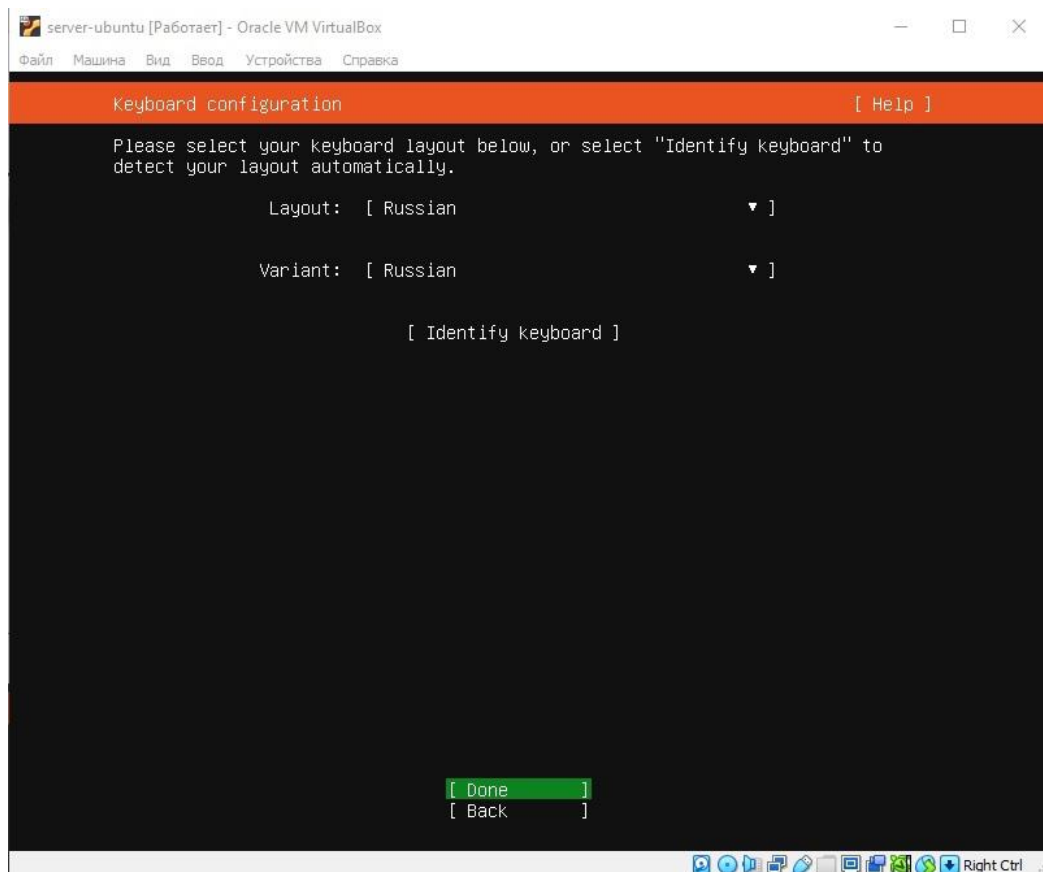 server-ubuntu [Работает] - Oracle VM VirtualBox
Файл Машина Вид Ввод Устройства Справка
Keyboard configuration [ Help ]
Please select your keyboard layout below, or select "Identify keyboard" to
detect your layout automatically.
Layout: [ Russian ▾ ]
Variant: [ Russian ▾ ]
[ Identify keyboard ]
[ Done ]
[ Back ]
Right Ctrl